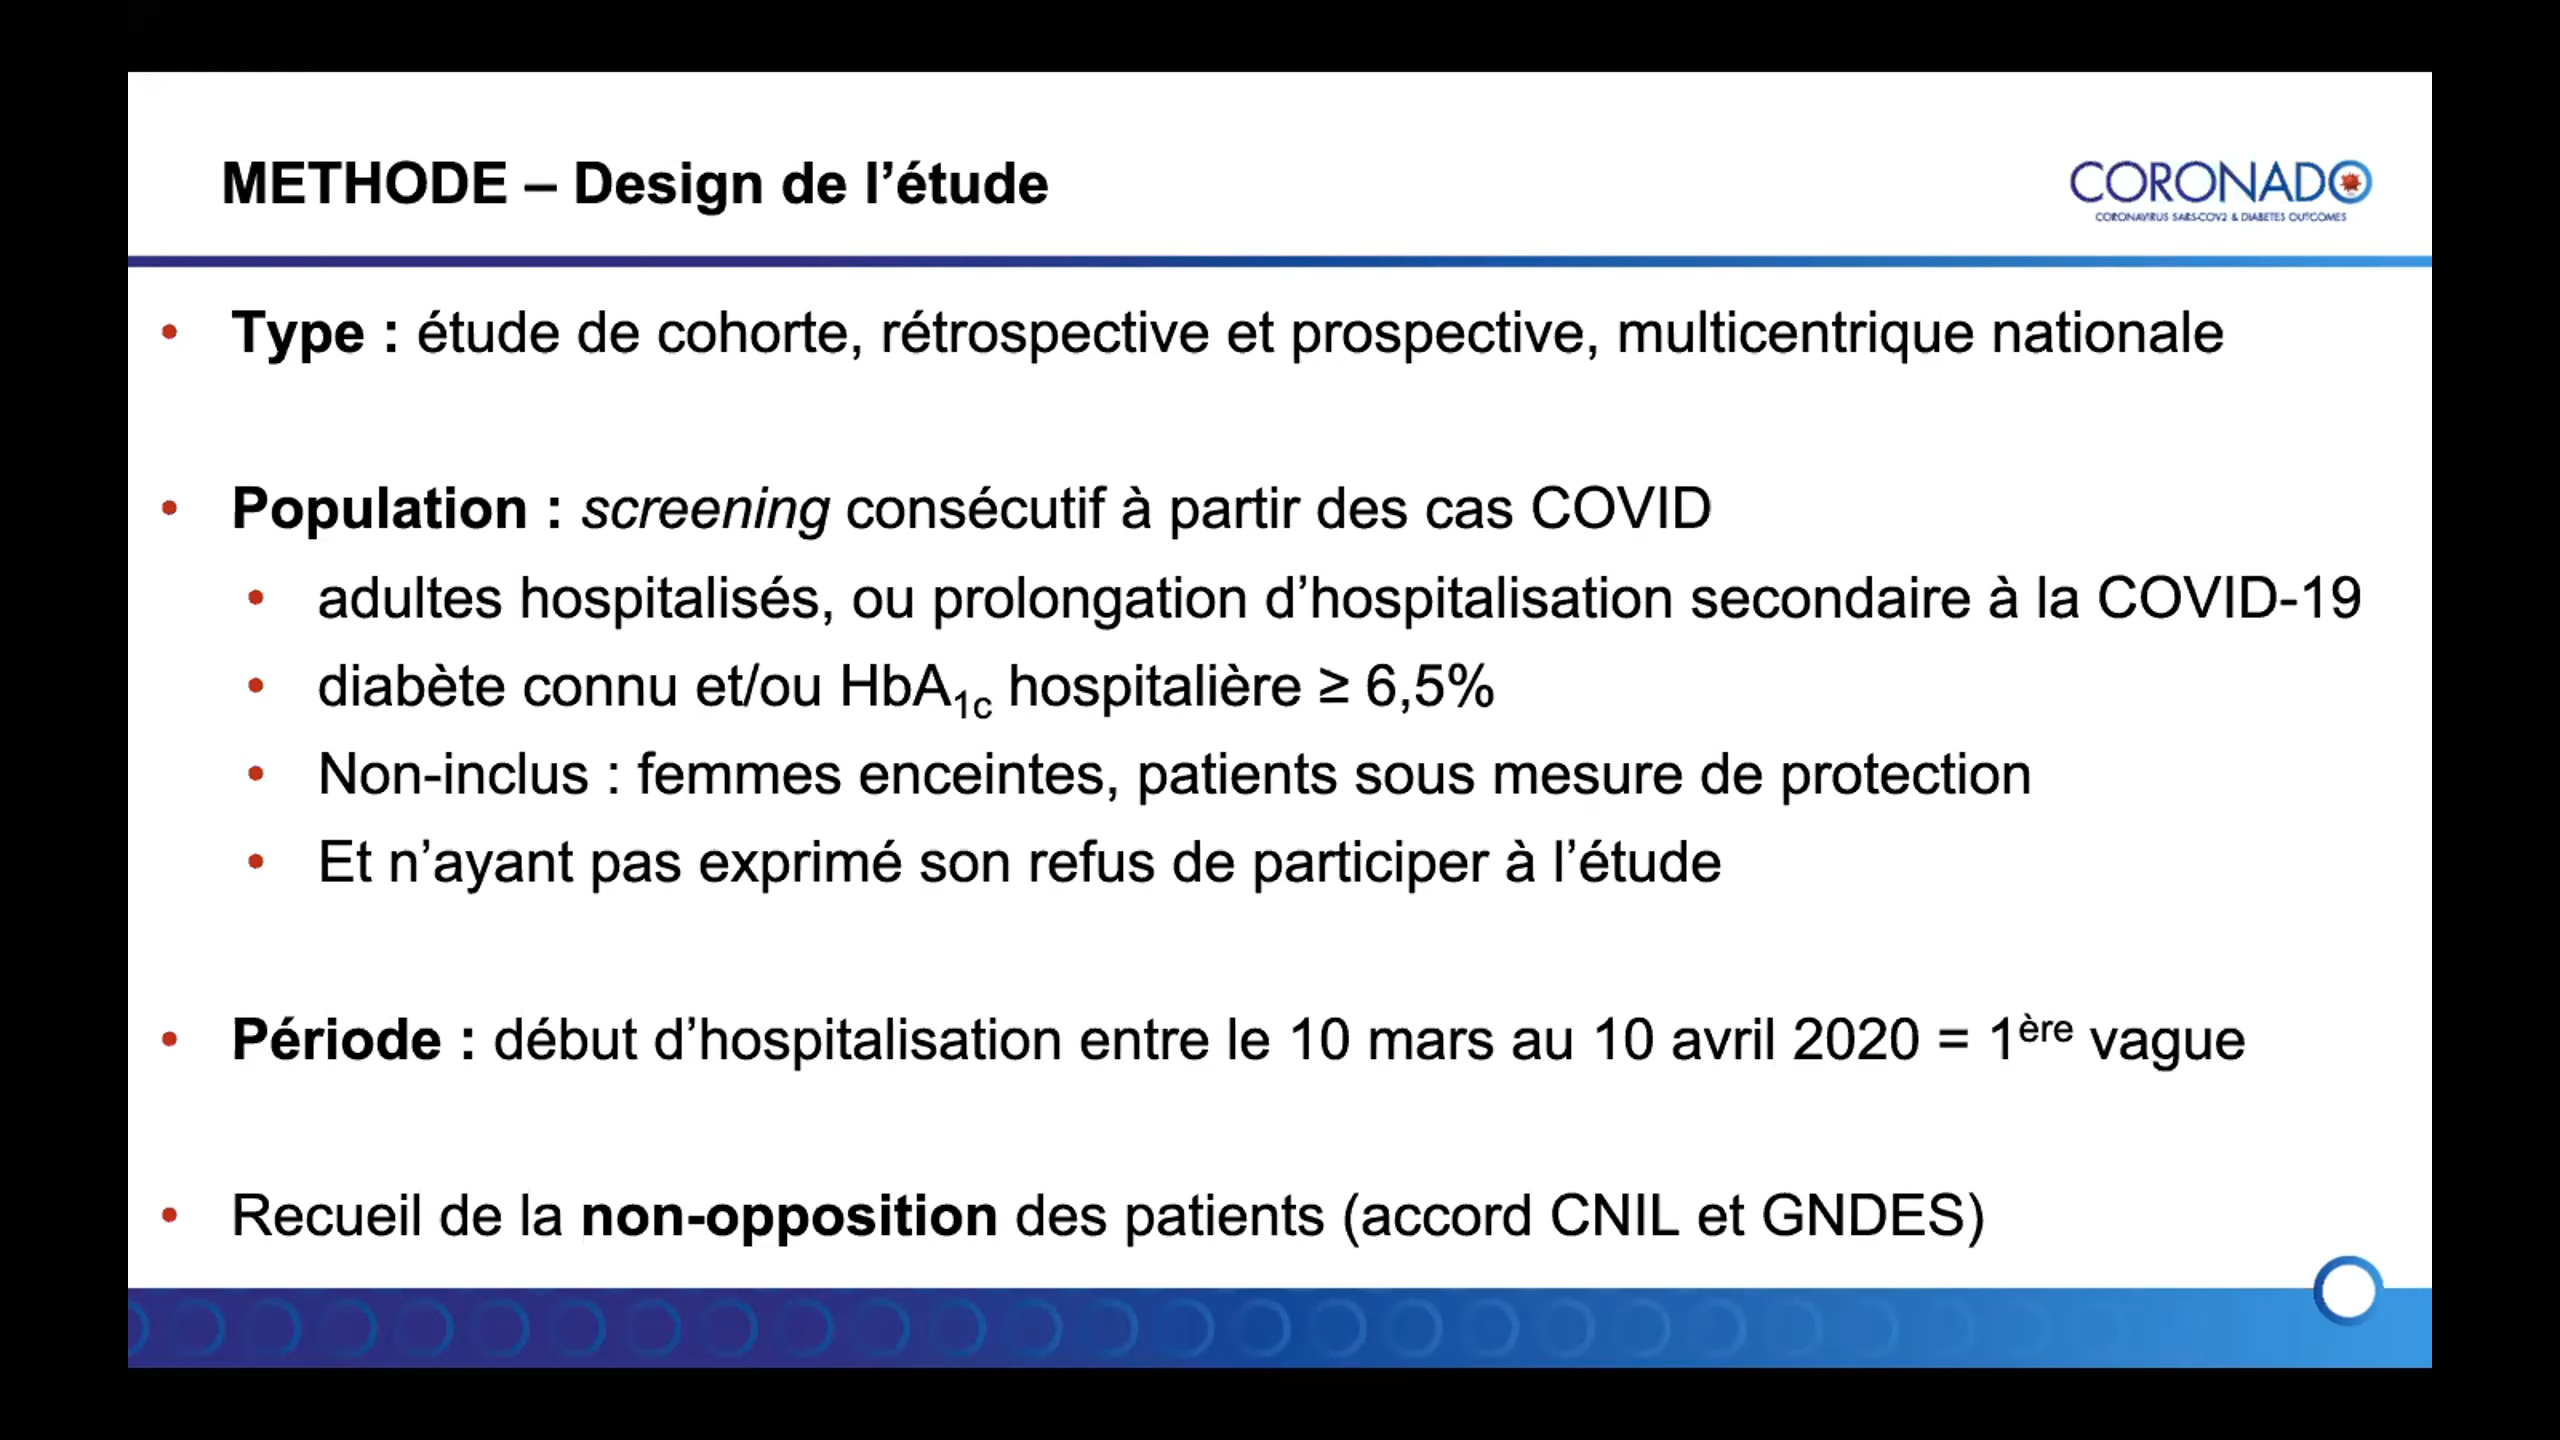 METHODE – Design de l’étude
CORONADO
CORONAVIRUS SARS-COV2 & DIABETES OUTCOMES
• Type : étude de cohorte, rétrospective et prospective, multicentrique nationale
• Population : screening consécutif à partir des cas COVID
• adultes hospitalisés, ou prolongation d’hospitalisation secondaire à la COVID-19
• diabète connu et/ou HbA1c hospitalière ≥ 6,5%
• Non-inclus : femmes enceintes, patients sous mesure de protection
• Et n’ayant pas exprimé son refus de participer à l’étude
• Période : début d’hospitalisation entre le 10 mars au 10 avril 2020 = 1ère vague
• Recueil de la non-opposition des patients (accord CNIL et GNDES)